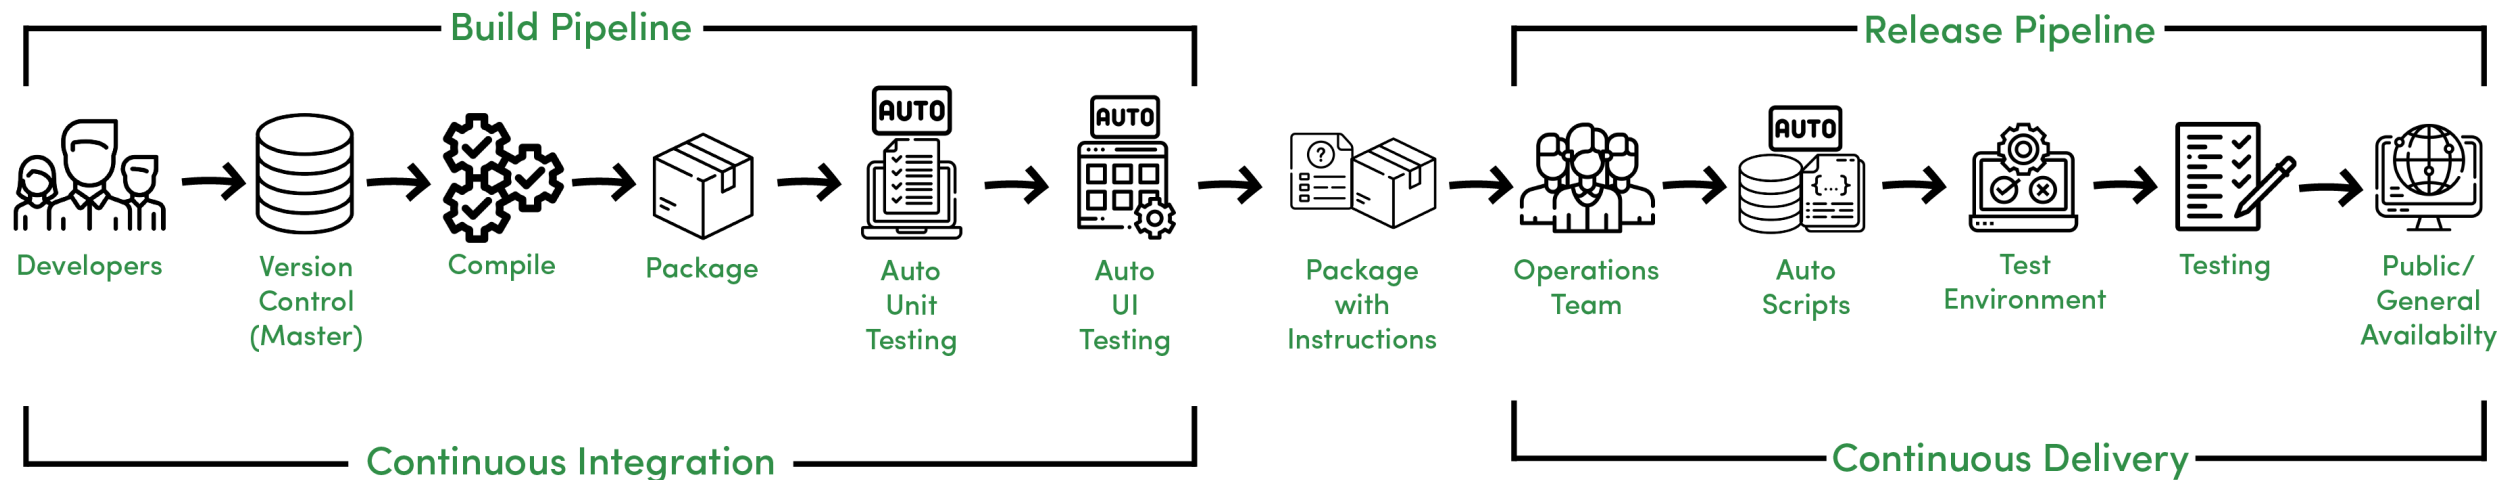 Build Pipeline
Release Pipeline
AUTO
AUTO
AUTO
Developers
Version
Control
(Master)
Compile
Package
Auto
Unit
Testing
Auto
UI
Testing
Package
with
Instructions
Operations
Team
Auto
Scripts
Test
Environment
Testing
Public/
General
Availabilty
Continuous Integration
Continuous Delivery